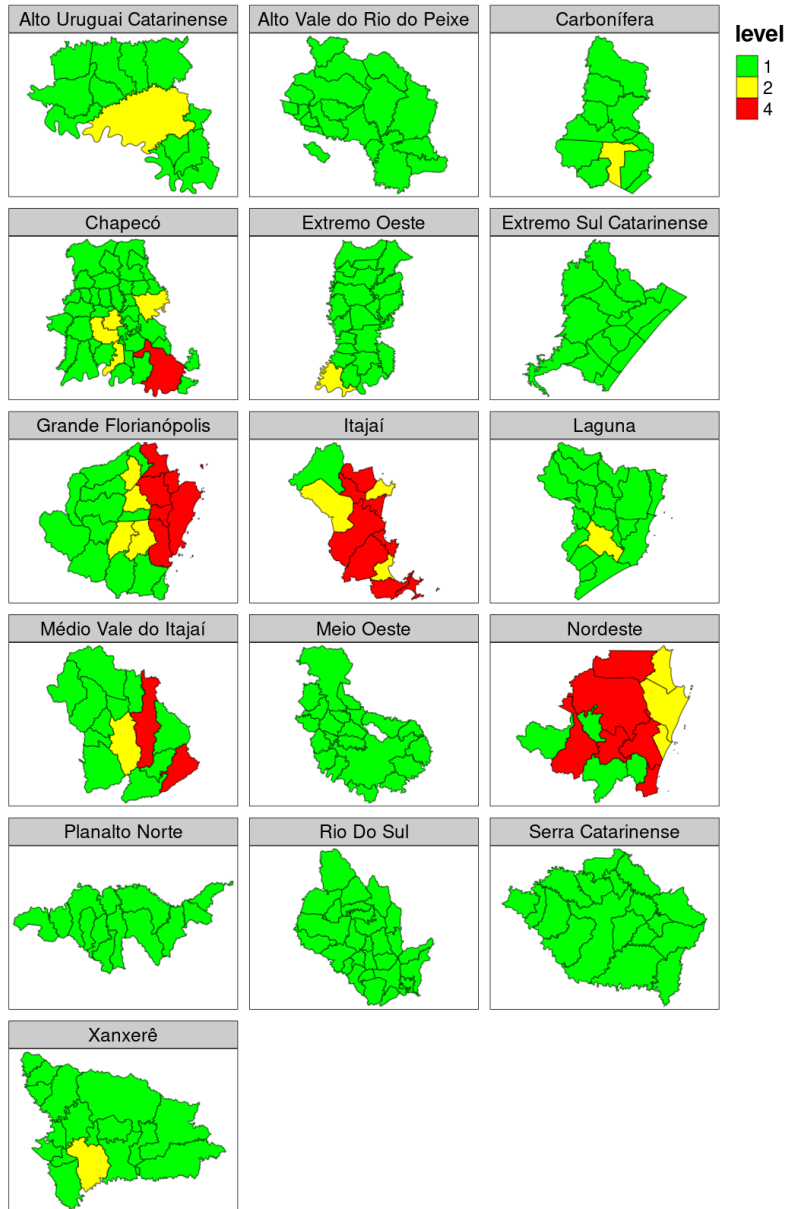 Alto Uruguai Catarinense
Alto Vale do Rio do Peixe
Carbonífera
level
1
2
4
Chapecó
Extremo Oeste
Extremo Sul Catarinense
Grande Florianópolis
Itajaí
Laguna
Médio Vale do Itajaí
Meio Oeste
Nordeste
Planalto Norte
Rio Do Sul
Serra Catarinense
Xanxerê